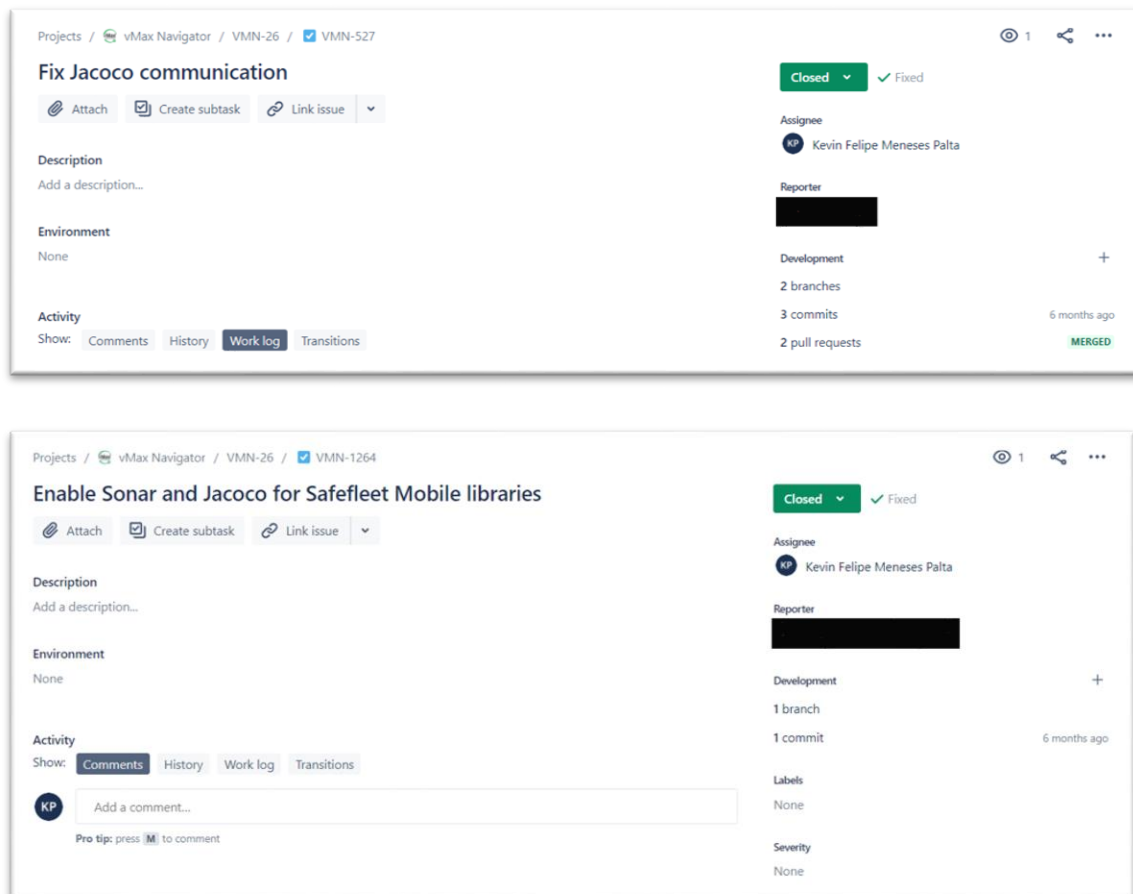 Projects / vMax Navigator / VMN-26 / VMN-527
1
Fix Jacoco communication
Closed
Fixed
Attach
Create subtask
Link issue
Assignee
KP Kevin Felipe Meneses Palta
Description
Add a description...
Reporter
Environment
None
Development
2 branches
3 commits 6 months ago
2 pull requests MERGED
Activity
Show: Comments History Work log Transitions
Projects / vMax Navigator / VMN-26 / VMN-1264
1
Enable Sonar and Jacoco for Safefleet Mobile libraries
Closed
Fixed
Attach
Create subtask
Link issue
Assignee
KP Kevin Felipe Meneses Palta
Description
Add a description...
Reporter
Environment
None
Development
1 branch
1 commit 6 months ago
Activity
Show: Comments History Work log Transitions
KP Add a comment...
Pro tip: press M to comment
Labels
None
Severity
None